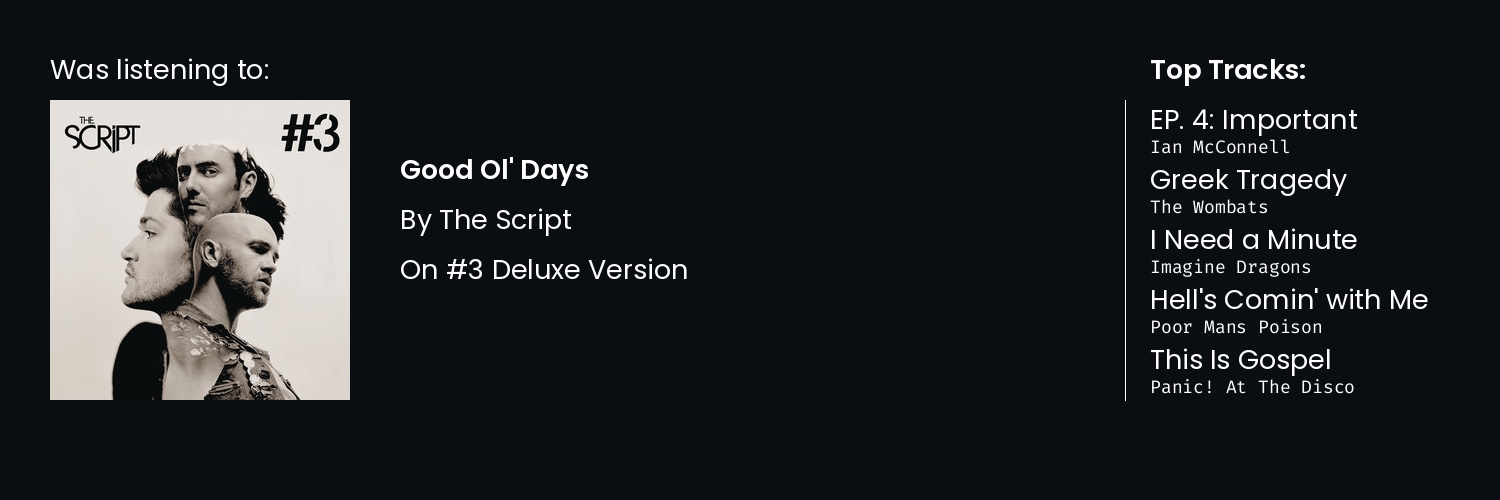 Was listening to:
THE
SCRIPT
#3
Good Ol' Days
By The Script
On #3 Deluxe Version
Top Tracks:
EP. 4: Important
Ian McConnell
Greek Tragedy
The Wombats
I Need a Minute
Imagine Dragons
Hell's Comin' with Me
Poor Mans Poison
This Is Gospel
Panic! At The Disco